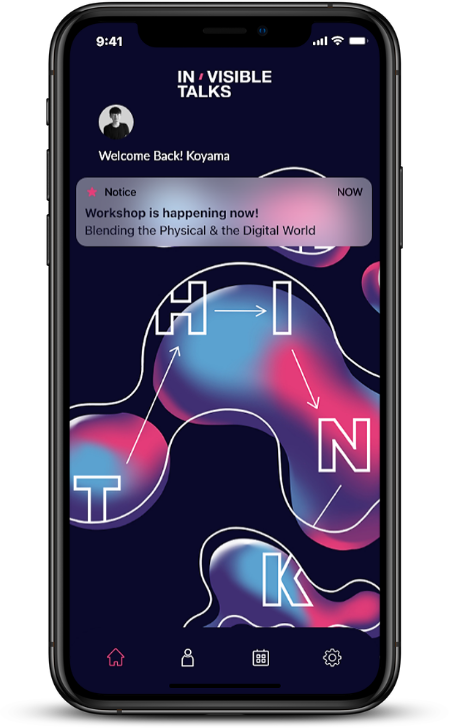 9:41
IN/VISIBLE
TALKS
Welcome Back! Koyama
Notice NOW
Workshop is happening now!
Blending the Physical & the Digital World
H I
N
T
K